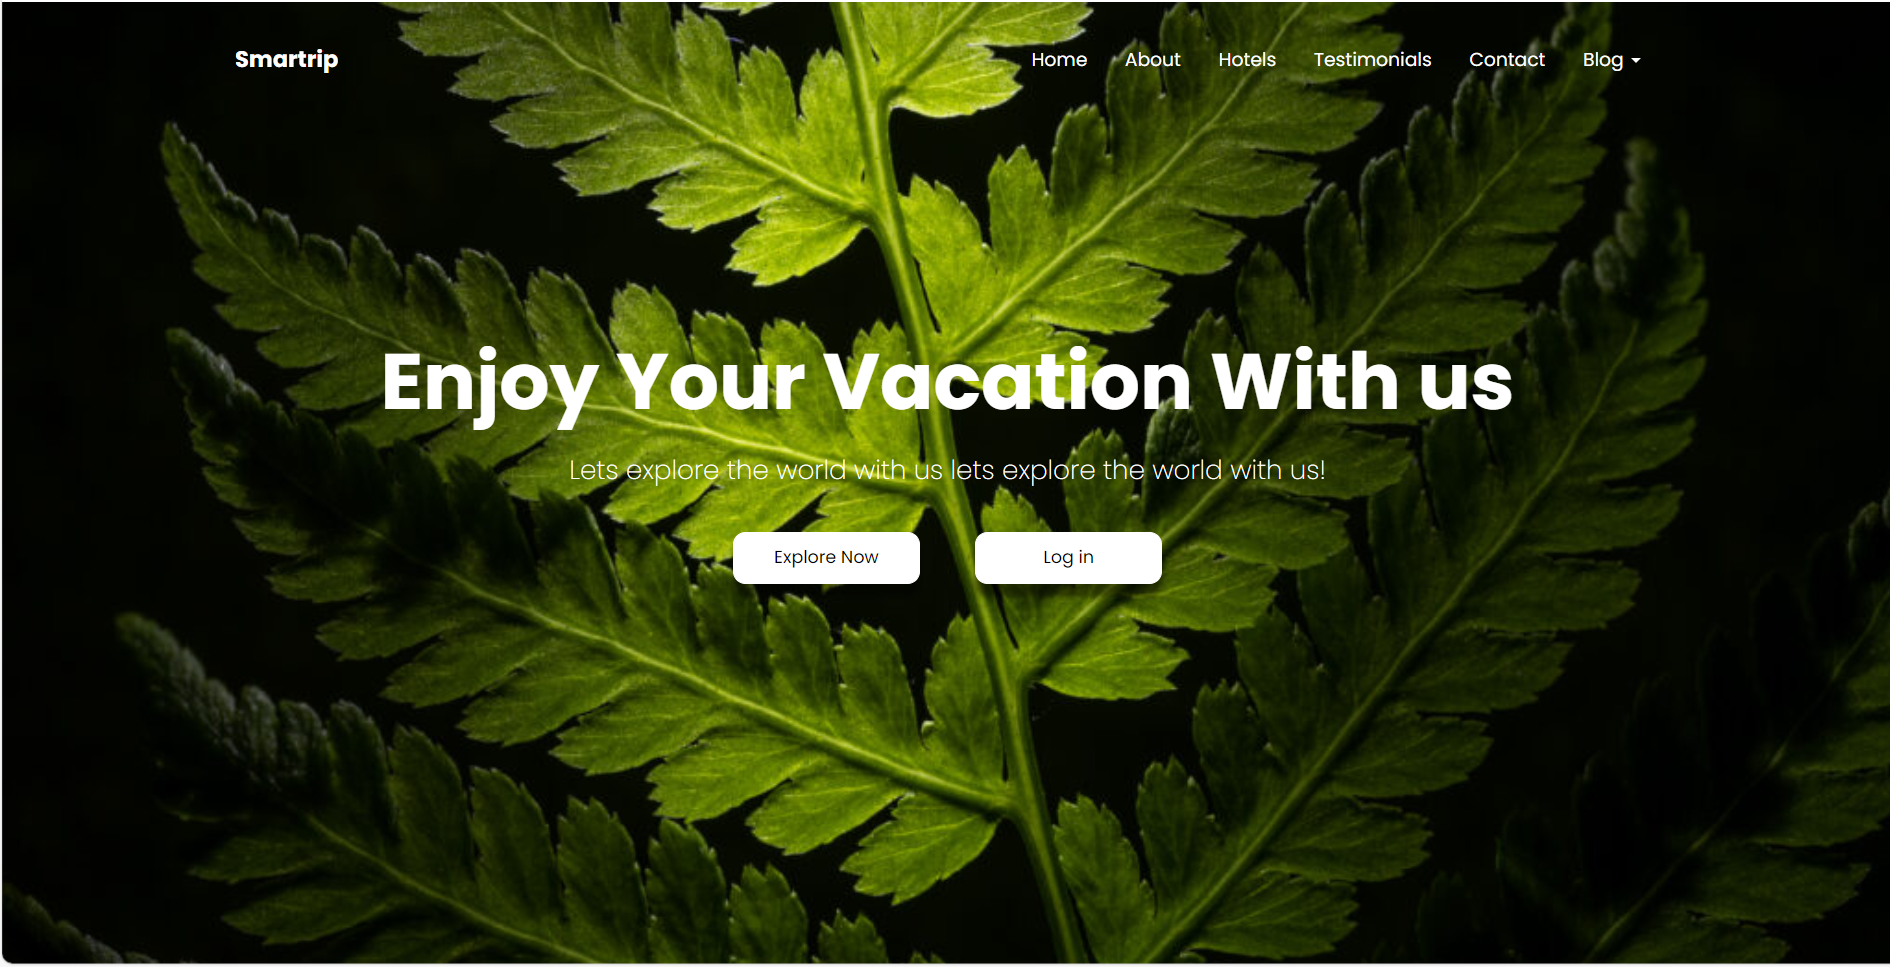 Smartrip
Home About Hotels Testimonials Contact Blog
Enjoy Your Vacation With us
Lets explore the world with us lets explore the world with us!
Explore Now
Log in